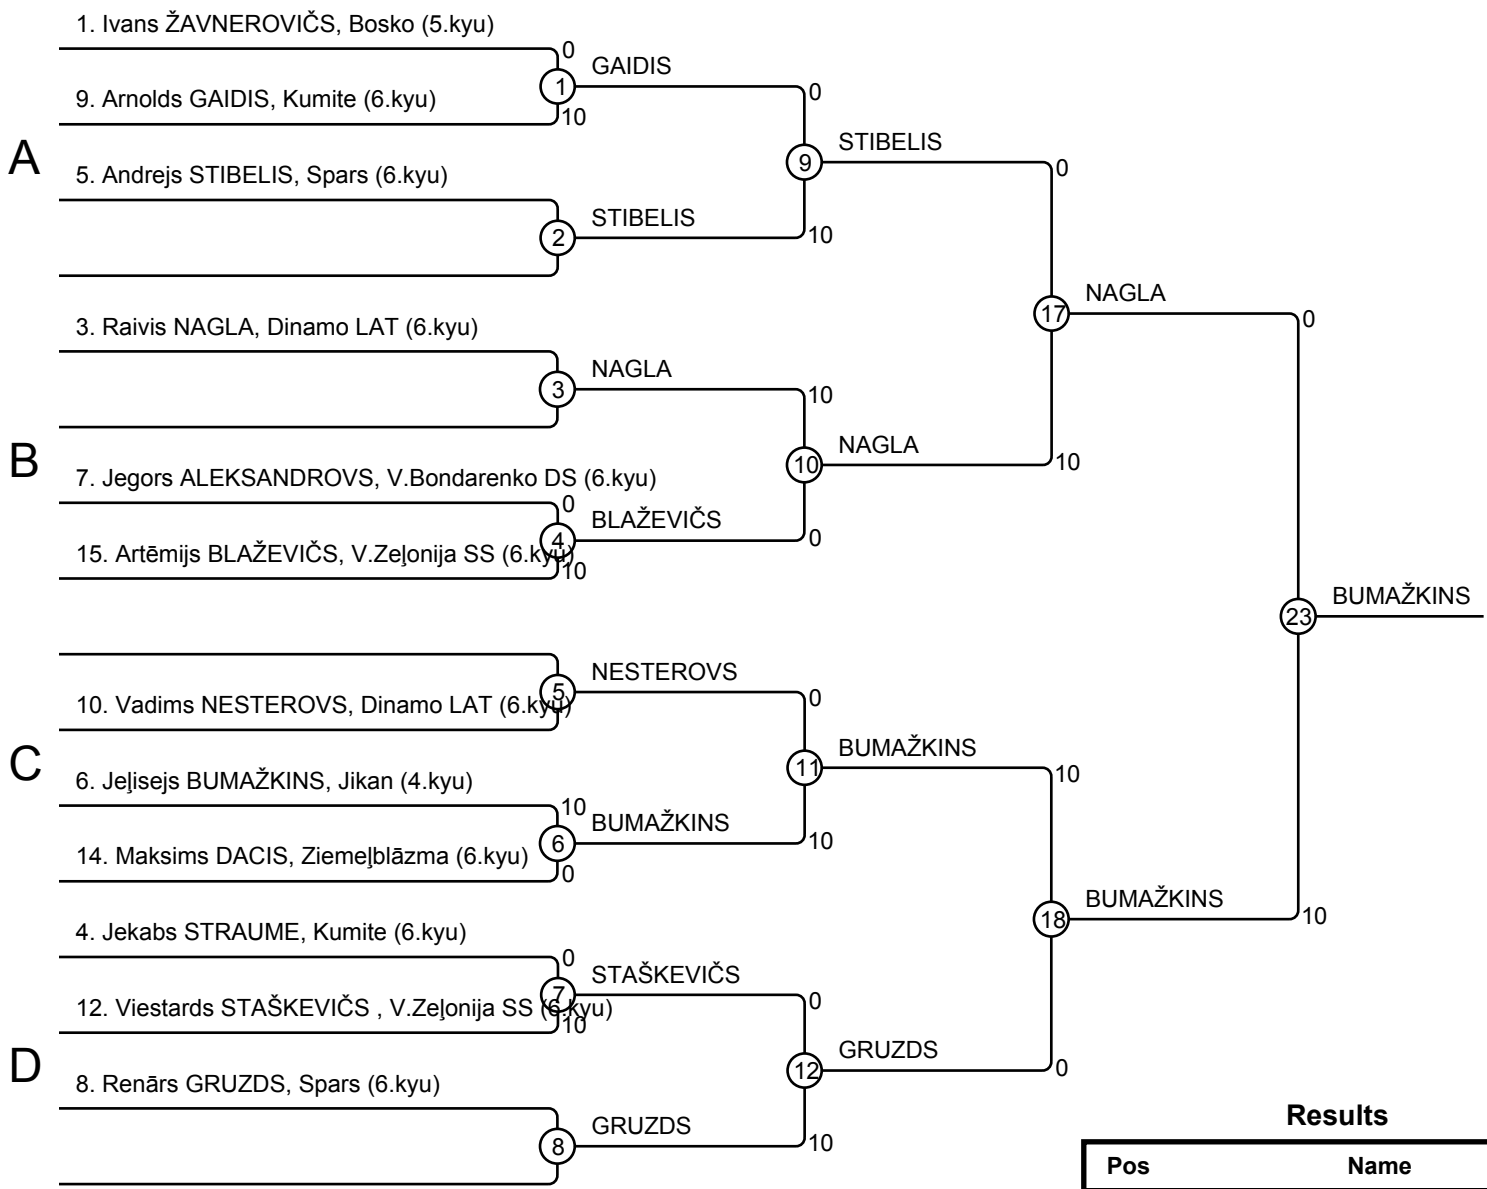 1. Ivans ŽAVNEROVIČS, Bosko (5.kyu)
0
GAIDIS
1
0
9. Arnolds GAIDIS, Kumite (6.kyu)
10
A
STIBELIS
9
0
5. Andrejs STIBELIS, Spars (6.kyu)
STIBELIS
2
10
NAGLA
17
0
3. Raivis NAGLA, Dinamo LAT (6.kyu)
NAGLA
3
10
B
NAGLA
10
10
7. Jegors ALEKSANDROVS, V.Bondarenko DS (6.kyu)
0
BLAŽEVIČS
4
0
15. Artēmijs BLAŽEVIČS, V.Zeļonija SS (6.kyu)
10
BUMAŽKINS
23
NESTEROVS
5
0
10. Vadims NESTEROVS, Dinamo LAT (6.kyu)
C
BUMAŽKINS
11
10
6. Jeļisejs BUMAŽKINS, Jikan (4.kyu)
10
BUMAŽKINS
6
10
14. Maksims DACIS, Ziemeļblāzma (6.kyu)
0
BUMAŽKINS
18
10
4. Jekabs STRAUME, Kumite (6.kyu)
0
STAŠKEVIČS
7
0
12. Viestards STAŠKEVIČS , V.Zeļonija SS (6.kyu)
10
D
GRUZDS
12
0
8. Renārs GRUZDS, Spars (6.kyu)
GRUZDS
8
10
Results
Pos Name